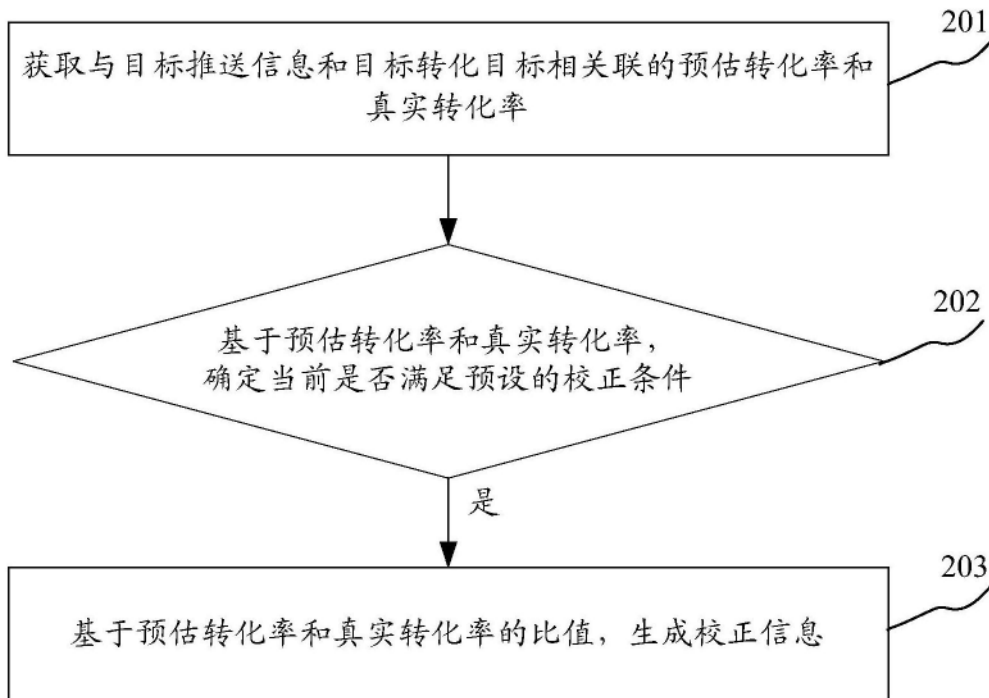 201
获取与目标推送信息和目标转化目标相关联的预估转化率和
真实转化率
202
基于预估转化率和真实转化率，
确定当前是否满足预设的校正条件
是
203
基于预估转化率和真实转化率的比值，生成校正信息